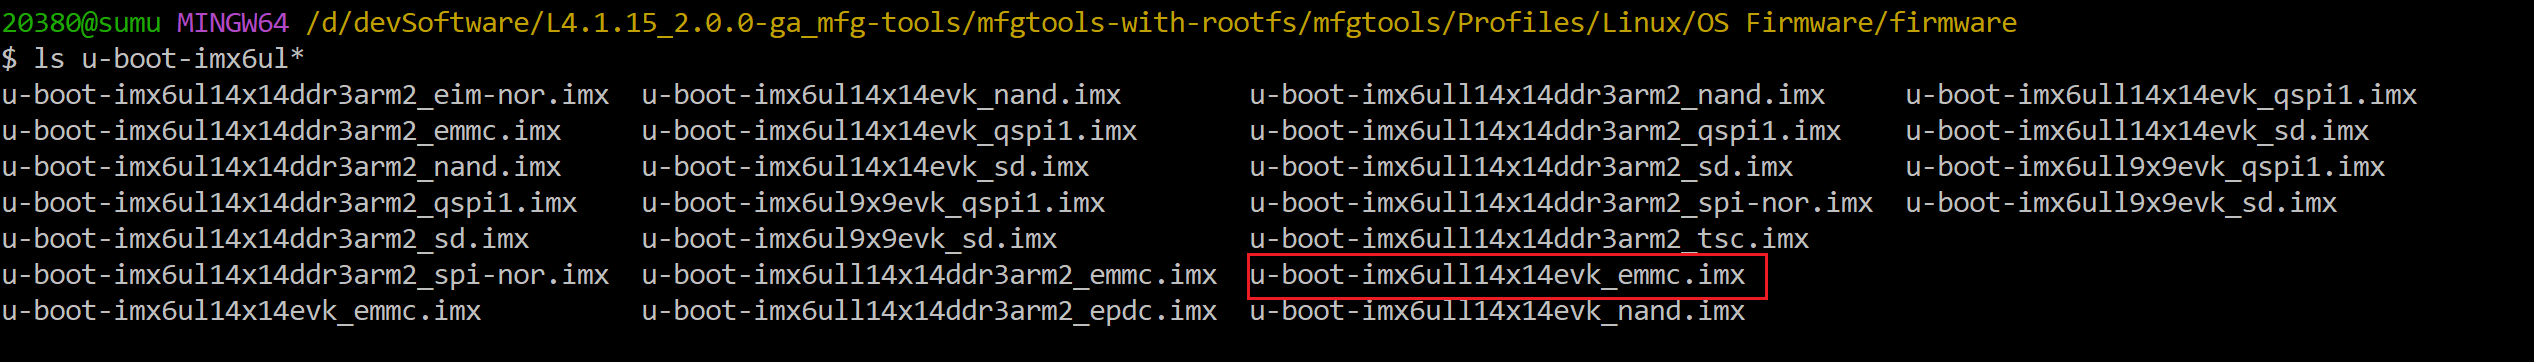 20380@sumu MINGW64 /d/devSoftware/L4.1.15_2.0.0-ga_mfg-tools/mfgtools-with-rootfs/mfgtools/Profiles/Linux/OS Firmware/firmware
$ ls u-boot-imx6ul*
u-boot-imx6ul14x14ddr3arm2_eim-nor.imx  u-boot-imx6ul14x14evk_nand.imx  u-boot-imx6ull14x14ddr3arm2_nand.imx  u-boot-imx6ull14x14evk_qspi1.imx
u-boot-imx6ul14x14ddr3arm2_emmc.imx  u-boot-imx6ul14x14evk_qspi1.imx  u-boot-imx6ull14x14ddr3arm2_qspi1.imx  u-boot-imx6ull14x14evk_sd.imx
u-boot-imx6ul14x14ddr3arm2_nand.imx  u-boot-imx6ul14x14evk_sd.imx  u-boot-imx6ull14x14ddr3arm2_sd.imx  u-boot-imx6ull9x9evk_qspi1.imx
u-boot-imx6ul14x14ddr3arm2_qspi1.imx  u-boot-imx6ul9x9evk_qspi1.imx  u-boot-imx6ull14x14ddr3arm2_spi-nor.imx  u-boot-imx6ull9x9evk_sd.imx
u-boot-imx6ul14x14ddr3arm2_sd.imx  u-boot-imx6ul9x9evk_sd.imx  u-boot-imx6ull14x14ddr3arm2_tsc.imx
u-boot-imx6ul14x14ddr3arm2_spi-nor.imx  u-boot-imx6ull14x14ddr3arm2_emmc.imx  u-boot-imx6ull14x14evk_emmc.imx
u-boot-imx6ul14x14evk_emmc.imx  u-boot-imx6ull14x14ddr3arm2_epdc.imx  u-boot-imx6ull14x14evk_nand.imx